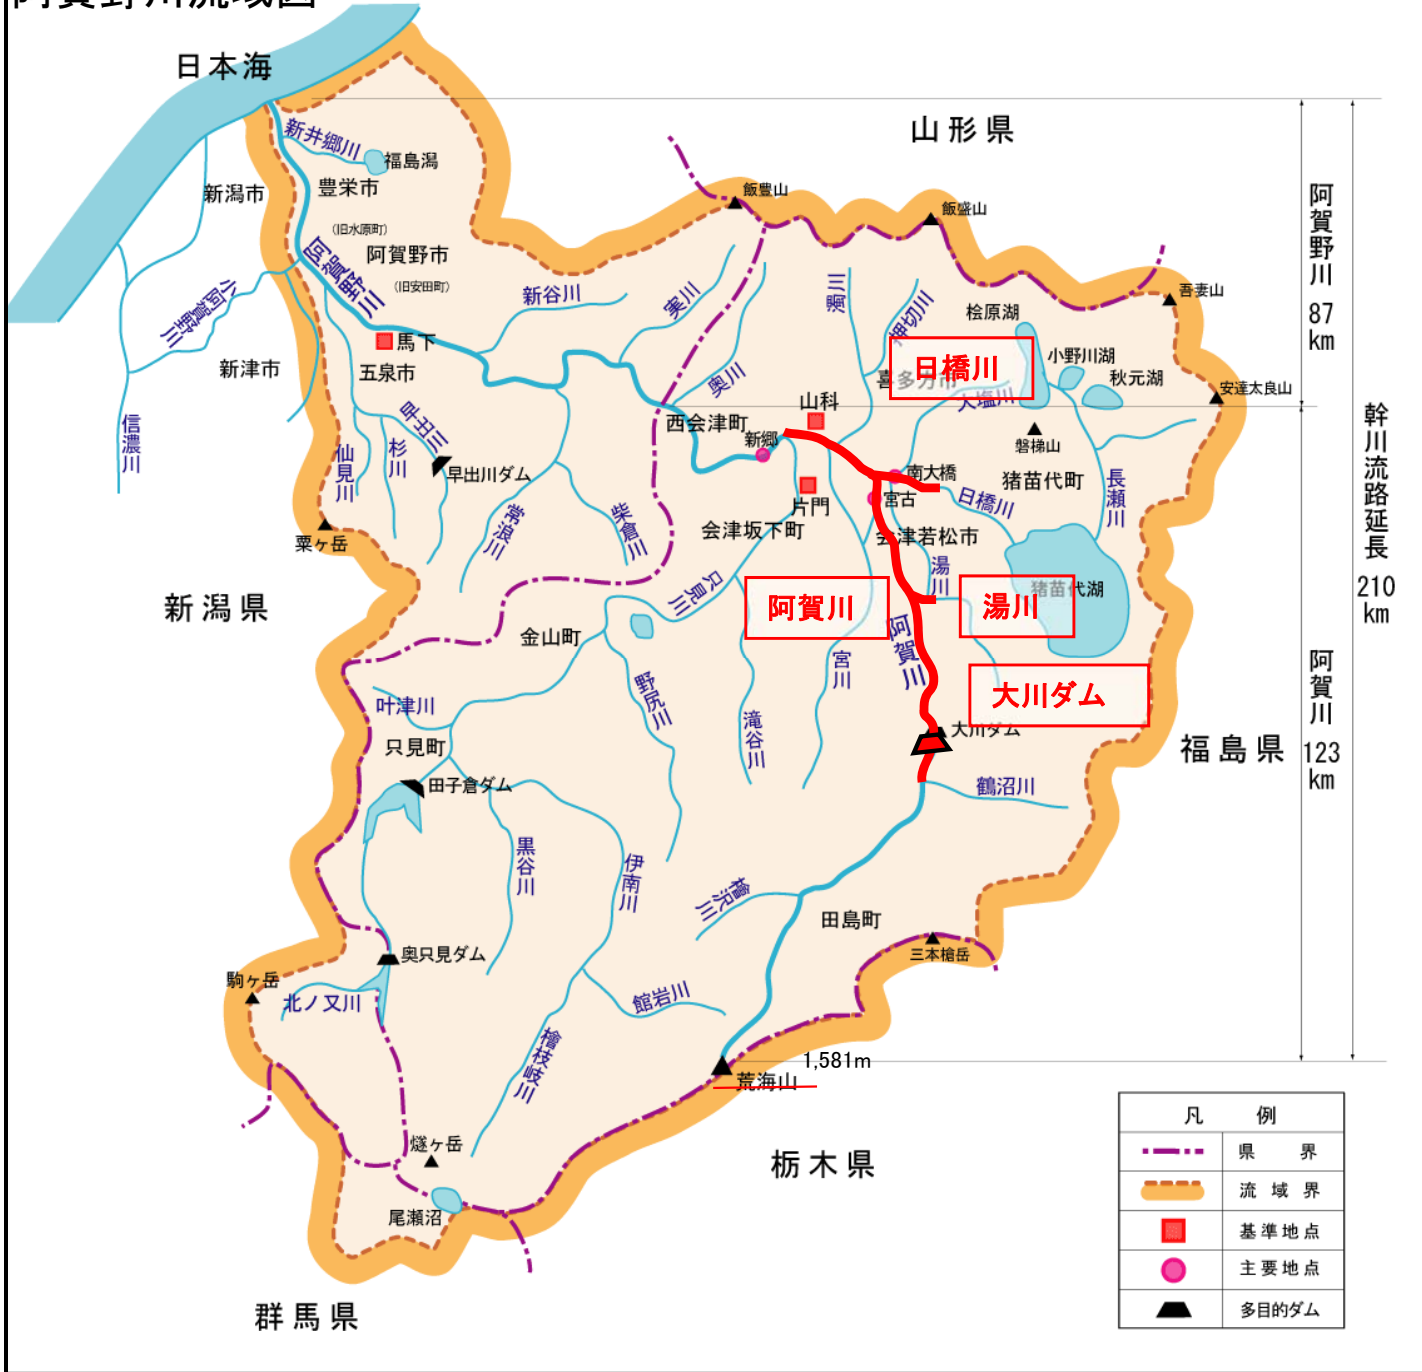 阿賀野川流域図
日本海
山形県
新井郷川
福島潟
新潟市
豊栄市
(旧水原町)
阿賀野市
(旧安田町)
阿賀野川
小阿賀野川
新津市
信濃川
馬下
五泉市
新谷川
実川
奥川
飯豊山
飯盛山
吾妻山
安達太良山
濁川
押切川
桧原湖
小野川湖
秋元湖
日橋川
喜多方市
大塩川
磐梯山
猪苗代町
長瀬川
山科
西会津町
新郷
片門
南大橋
宮古
日橋川
会津若松市
会津坂下町
湯川
猪苗代湖
早出川
杉川
仙見川
早出川ダム
常浪川
柴倉川
粟ヶ岳
新潟県
只見川
金山町
阿賀川
湯川
阿賀川
大川ダム
大川ダム
宮川
滝谷川
野尻川
叶津川
只見町
田子倉ダム
鶴沼川
福島県
黒谷川
伊南川
檜沢川
田島町
三本槍岳
奥只見ダム
駒ヶ岳
北ノ又川
館岩川
檜枝岐川
1,581m
荒海山
燧ヶ岳
尾瀬沼
栃木県
群馬県
阿賀野川
87
km
幹川流路延長
210
km
阿賀川
123
km
凡 例
県 界
流 域 界
基準地点
主要地点
多目的ダム